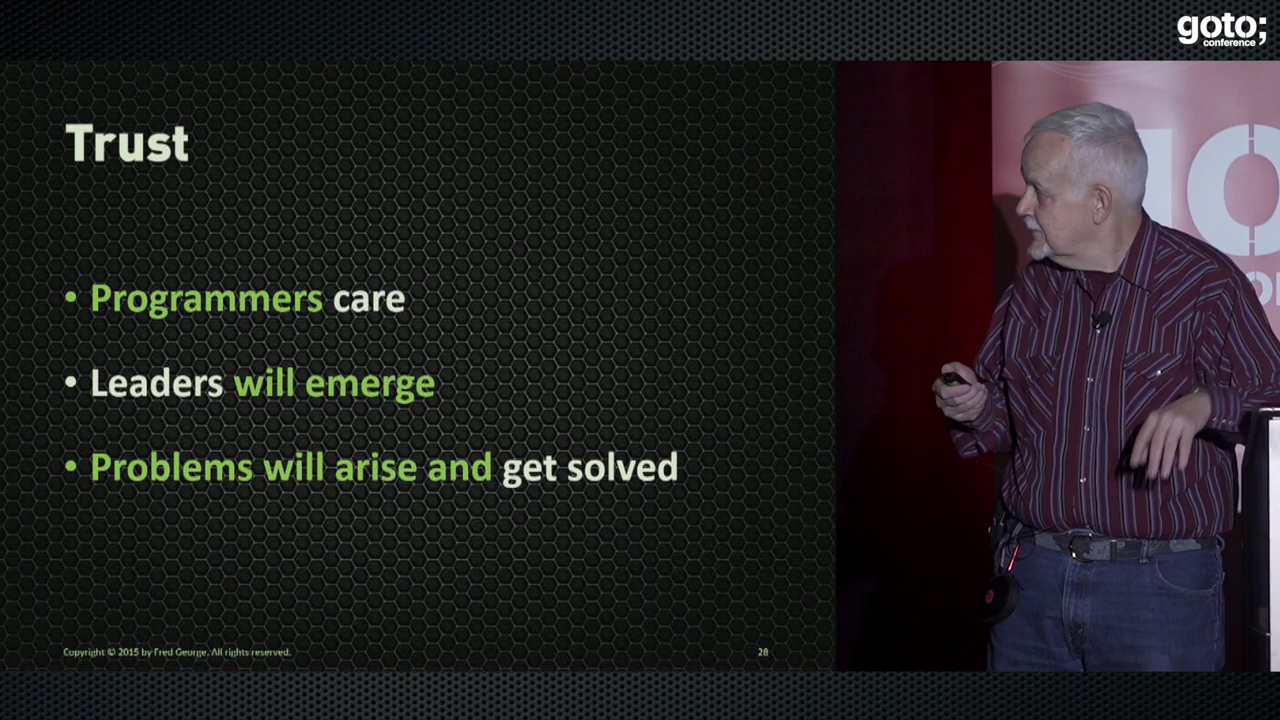 goto;
conference
Trust
• Programmers care
• Leaders will emerge
• Problems will arise and get solved
Copyright © 2015 by Fred George. All rights reserved.
28
10